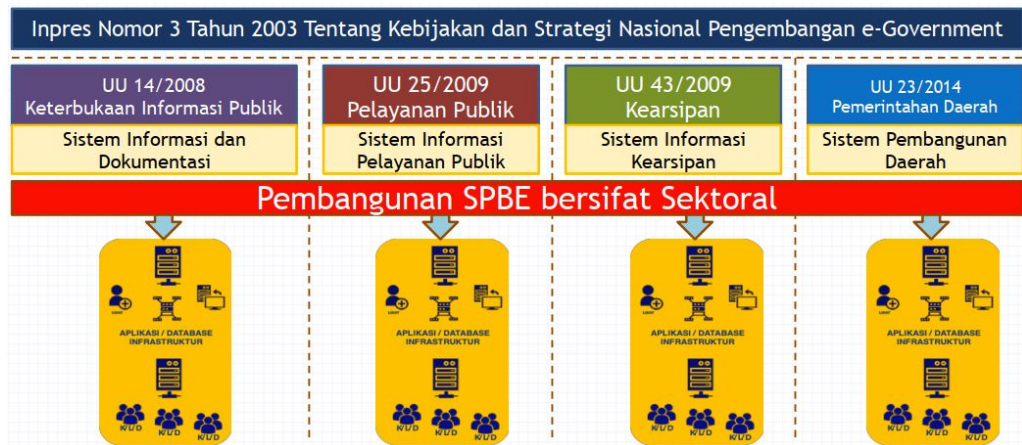 Inpres Nomor 3 Tahun 2003 Tentang Kebijakan dan Strategi Nasional Pengembangan e-Government
UU 14/2008
Keterbukaan Informasi Publik
Sistem Informasi dan
Dokumentasi
UU 25/2009
Pelayanan Publik
Sistem Informasi
Pelayanan Publik
UU 43/2009
Kearsipan
Sistem Informasi
Kearsipan
UU 23/2014
Pemerintahan Daerah
Sistem Pembangunan
Daerah
Pembangunan SPBE bersifat Sektoral
APLIKASI / DATABASE
INFRASTRUKTUR
K/L/D
K/L/D
K/L/D
APLIKASI / DATABASE
INFRASTRUKTUR
K/L/D
K/L/D
K/L/D
APLIKASI / DATABASE
INFRASTRUKTUR
K/L/D
K/L/D
K/L/D
APLIKASI / DATABASE
INFRASTRUKTUR
K/L/D
K/L/D
K/L/D